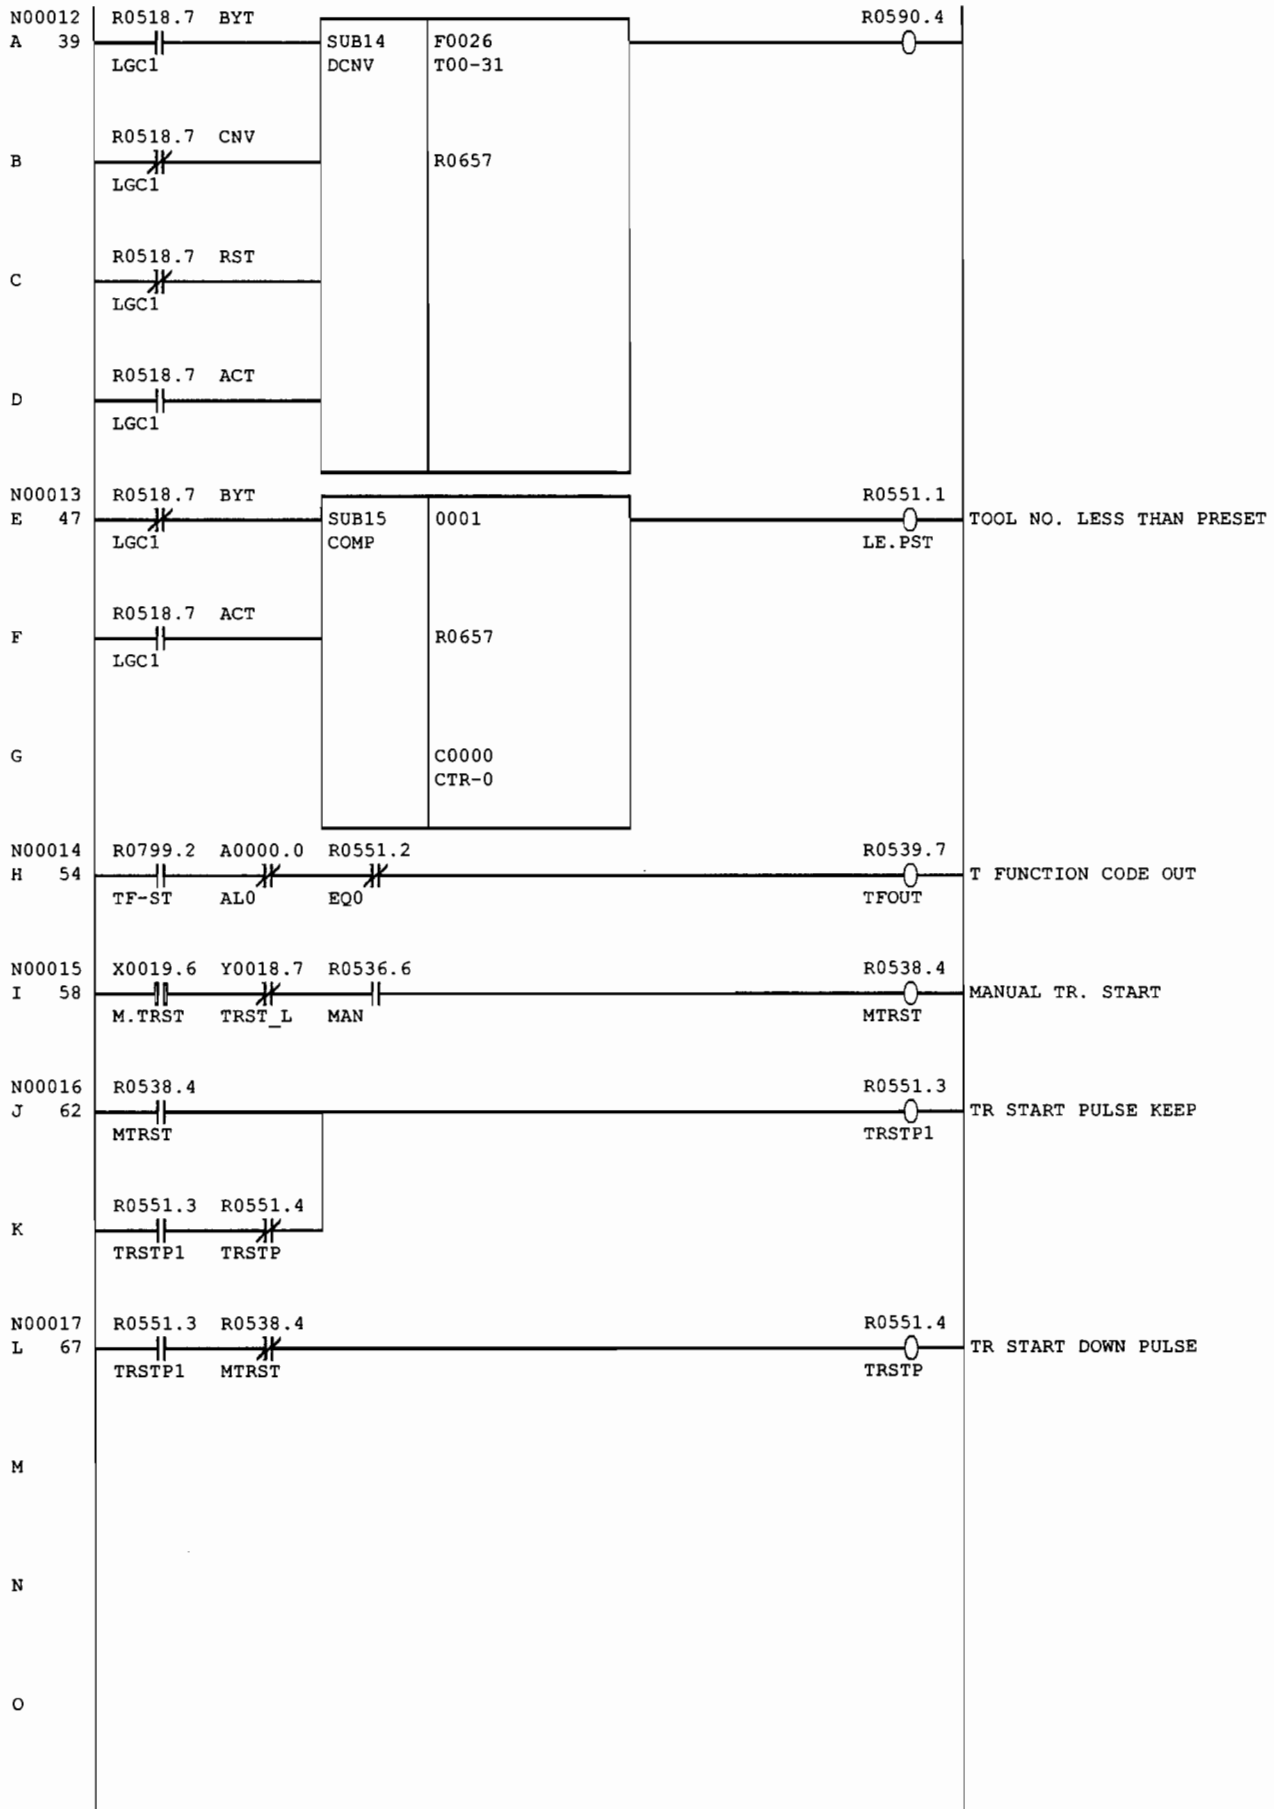 N00012 R0518.7 BYT R0590.4
A 39 SUB14 F0026
LGC1 DCNV T00-31
R0518.7 CNV
B R0657
LGC1
R0518.7 RST
C
LGC1
R0518.7 ACT
D
LGC1
N00013 R0518.7 BYT R0551.1
E 47 SUB15 0001 TOOL NO. LESS THAN PRESET
LGC1 COMP LE.PST
R0518.7 ACT
F R0657
LGC1
G C0000
CTR-0
N00014 R0799.2 A0000.0 R0551.2 R0539.7
H 54 T FUNCTION CODE OUT
TF-ST AL0 EQ0 TFOUT
N00015 X0019.6 Y0018.7 R0536.6 R0538.4
I 58 MANUAL TR. START
M.TRST TRST_L MAN MTRST
N00016 R0538.4 R0551.3
J 62 TR START PULSE KEEP
MTRST TRSTP1
R0551.3 R0551.4
K
TRSTP1 TRSTP
N00017 R0551.3 R0538.4 R0551.4
L 67 TR START DOWN PULSE
TRSTP1 MTRST TRSTP
M
N
O